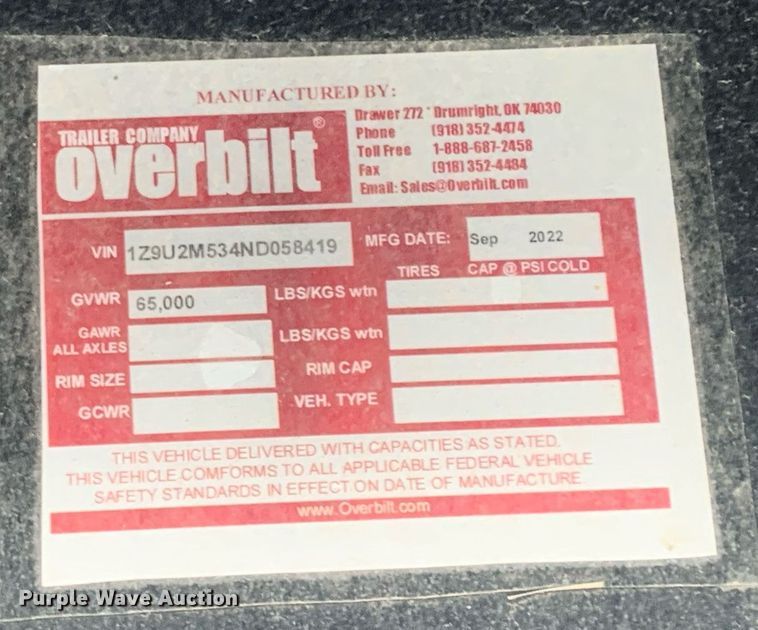 MANUFACTURED BY:
TRAILER COMPANY
overbilt®
Drawer 272 * Drumright, OK 74030
Phone (918) 352-4474
Toll Free 1-888-687-2458
Fax (918) 352-4484
Email: Sales@Overbilt.com
VIN 1Z9U2M534ND058419 MFG DATE: Sep 2022
TIRES CAP @ PSI COLD
GVWR 65,000 LBS/KGS wtn
GAWR
ALL AXLES LBS/KGS wtn
RIM SIZE RIM CAP
GCWR VEH. TYPE
THIS VEHICLE DELIVERED WITH CAPACITIES AS STATED.
THIS VEHICLE COMFORMS TO ALL APPLICABLE FEDERAL VEHICLE
SAFETY STANDARDS IN EFFECT ON DATE OF MANUFACTURE
www.Overbilt.com
Purple Wave Auction